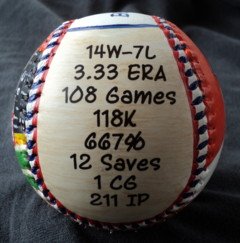 14W-7L
3.33 ERA
108 Games
118K
667%
12 Saves
1 CG
211 IP